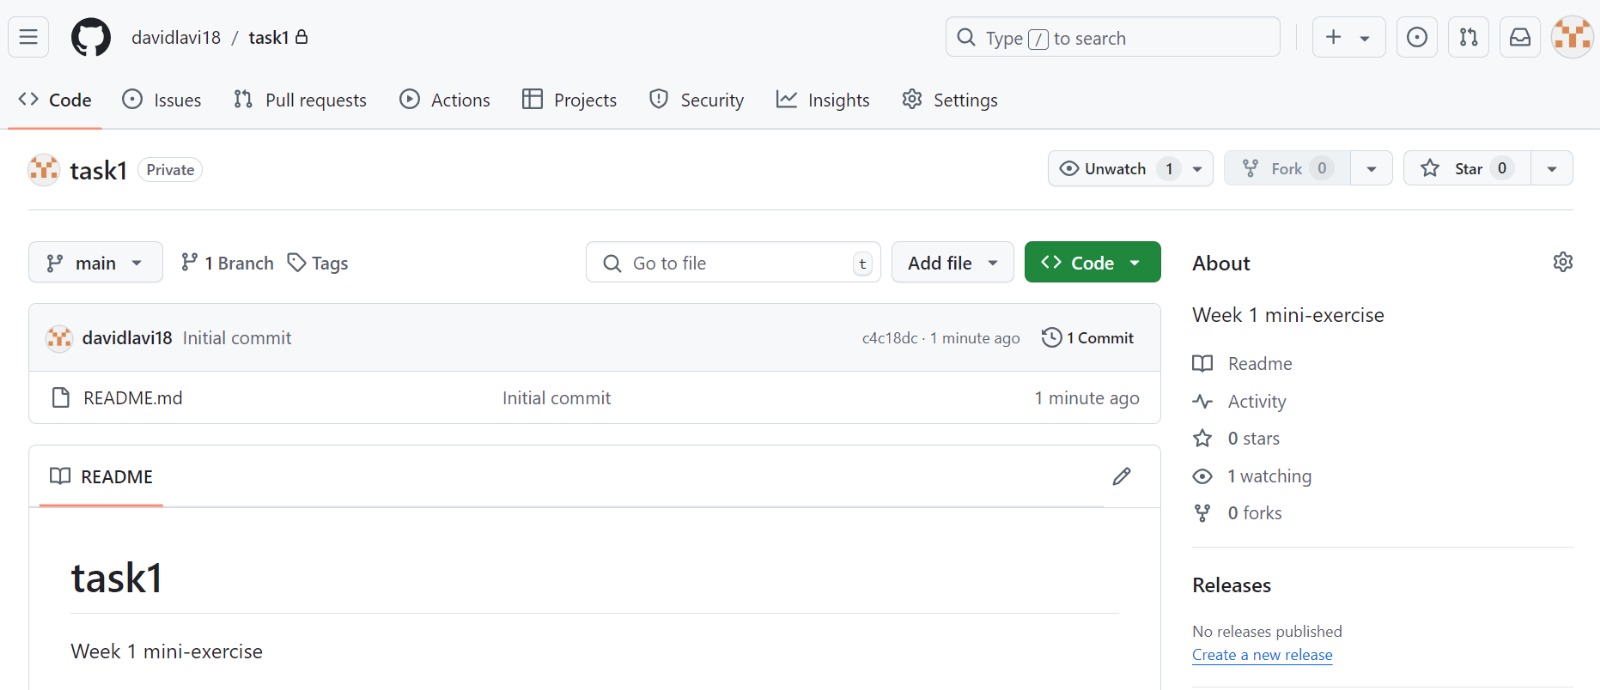 davidlavi18 / task1
Type / to search
Code Issues Pull requests Actions Projects Security Insights Settings
task1 Private
Unwatch 1 Fork 0 Star 0
main 1 Branch Tags
Go to file t
Add file Code
davidlavi18 Initial commit c4c18dc · 1 minute ago 1 Commit
README.md Initial commit 1 minute ago
README
task1
Week 1 mini-exercise
About
Week 1 mini-exercise
Readme
Activity
0 stars
1 watching
0 forks
Releases
No releases published
Create a new release